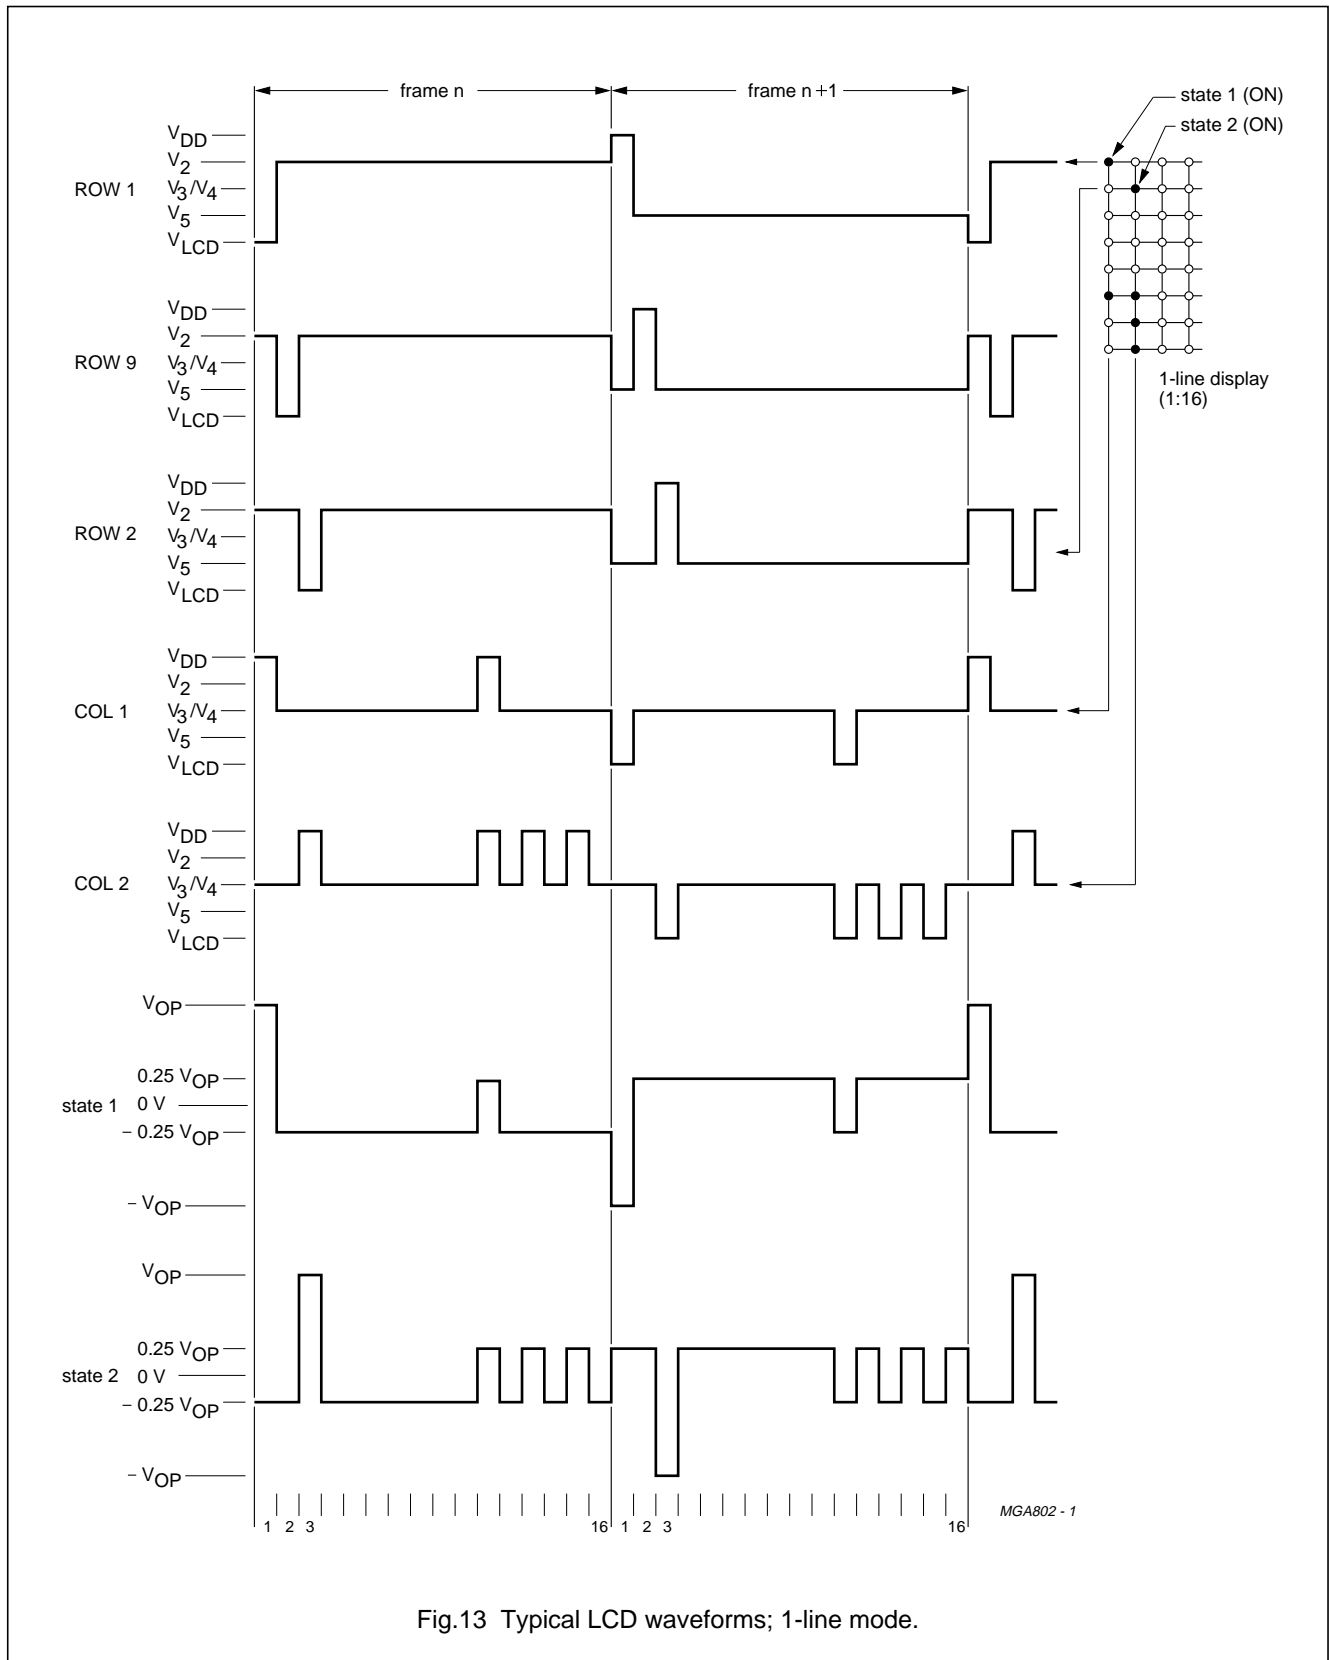 frame n
frame n+1
state 1 (ON)
state 2 (ON)
VDD
V2
ROW 1
V3/V4
V5
VLCD
VDD
V2
ROW 9
V3/V4
V5
VLCD
1-line display
(1:16)
VDD
V2
ROW 2
V3/V4
V5
VLCD
VDD
V2
COL 1
V3/V4
V5
VLCD
VDD
V2
COL 2
V3/V4
V5
VLCD
VOP
0.25 VOP
state 1 0 V
− 0.25 VOP
− VOP
VOP
0.25 VOP
state 2 0 V
− 0.25 VOP
− VOP
MGA802 - 1
1 2 3 16 1 2 3 16
Fig.13 Typical LCD waveforms; 1-line mode.